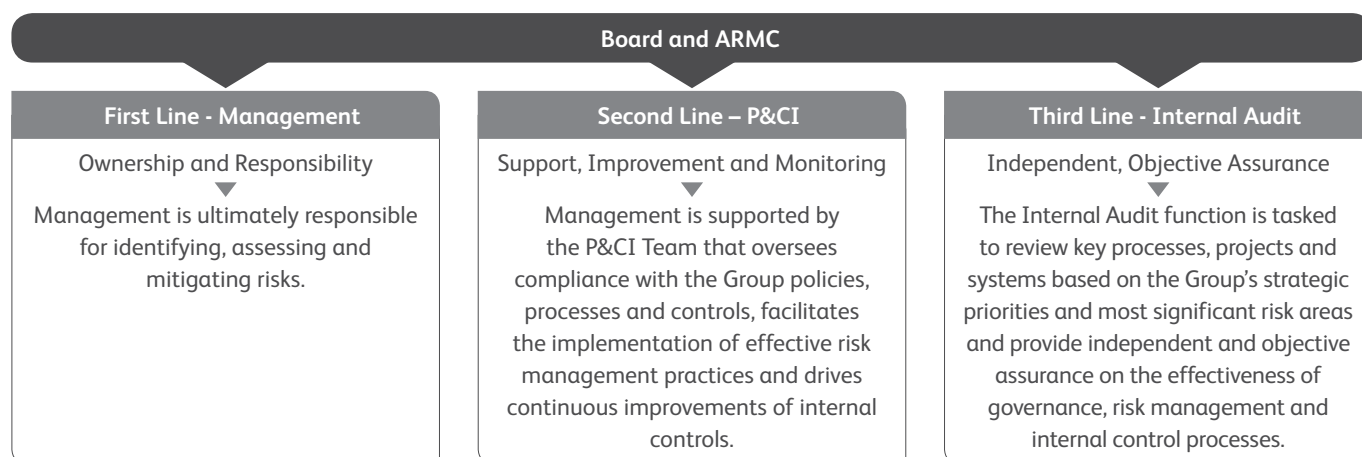 Board and ARMC
First Line - Management
Ownership and Responsibility
Management is ultimately responsible
for identifying, assessing and
mitigating risks.
Second Line – P&CI
Support, Improvement and Monitoring
Management is supported by
the P&CI Team that oversees
compliance with the Group policies,
processes and controls, facilitates
the implementation of effective risk
management practices and drives
continuous improvements of internal
controls.
Third Line - Internal Audit
Independent, Objective Assurance
The Internal Audit function is tasked
to review key processes, projects and
systems based on the Group’s strategic
priorities and most significant risk areas
and provide independent and objective
assurance on the effectiveness of
governance, risk management and
internal control processes.